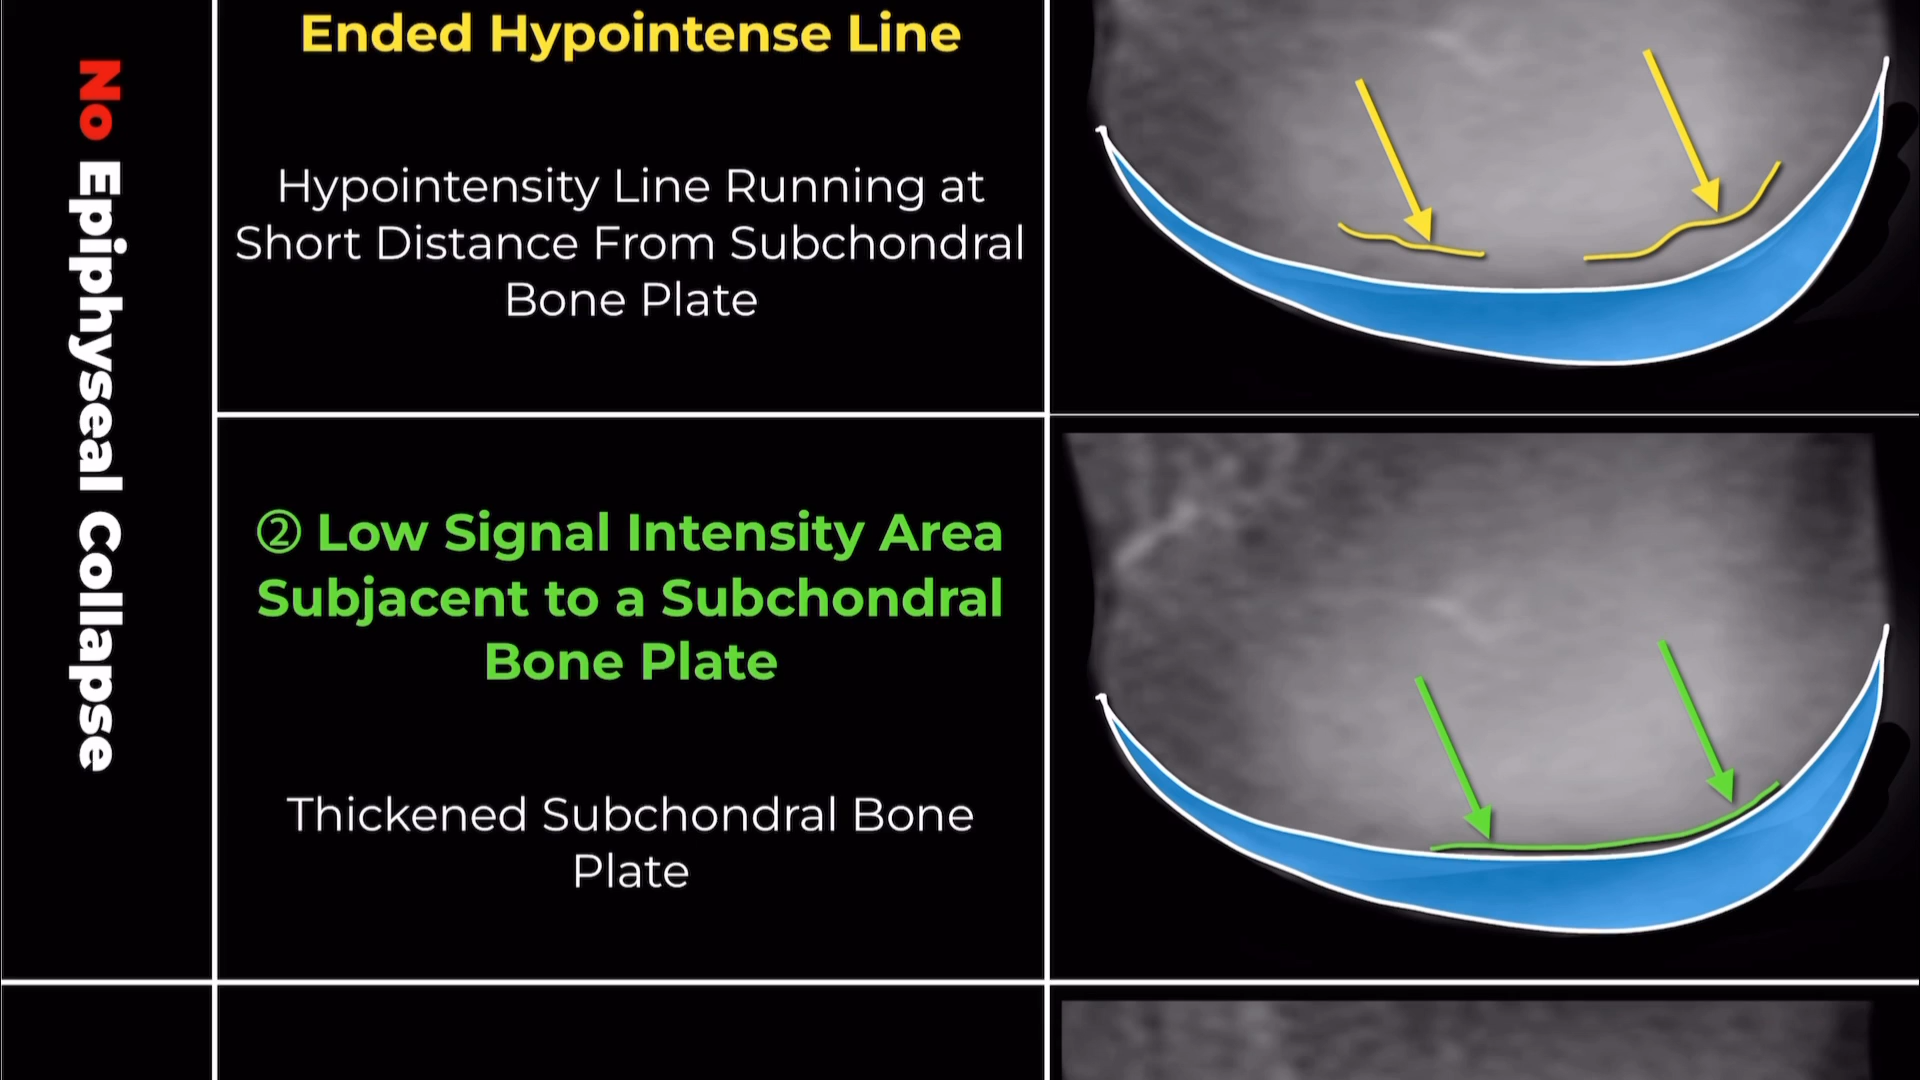 No Epiphyseal Collapse
Ended Hypointense Line
Hypointensity Line Running at
Short Distance From Subchondral
Bone Plate
② Low Signal Intensity Area
Subjacent to a Subchondral
Bone Plate
Thickened Subchondral Bone
Plate